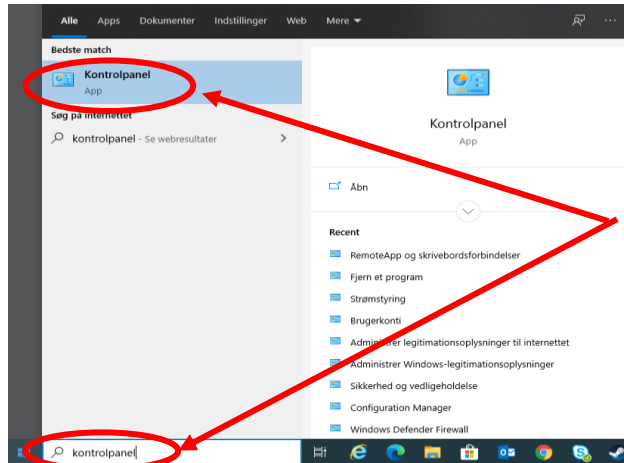 Alle Apps Dokumenter Indstillinger Web Mere
Bedste match
Kontrolpanel
App
Søg på internettet
kontrolpanel - Se webresultater
Kontrolpanel
App
Åbn
Recent
RemoteApp og skrivebordsforbindelser
Fjern et program
Strømstyring
Brugerkonti
Administrer legitimationsoplysninger til internettet
Administrer Windows-legitimationsoplysninger
Sikkerhed og vedligeholdelse
Configuration Manager
Windows Defender Firewall
kontrolpanel